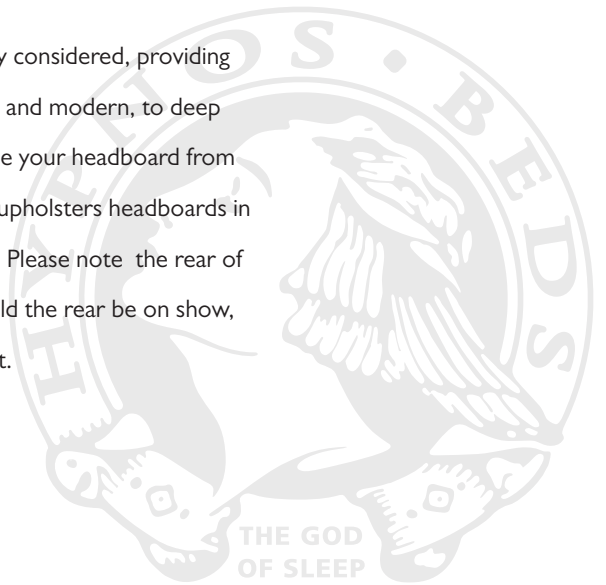 y considered, providing
and modern, to deep
e your headboard from
upholsters headboards in
Please note the rear of
ld the rear be on show,
t.
HYPNOS · BEDS
THE GOD
OF SLEEP